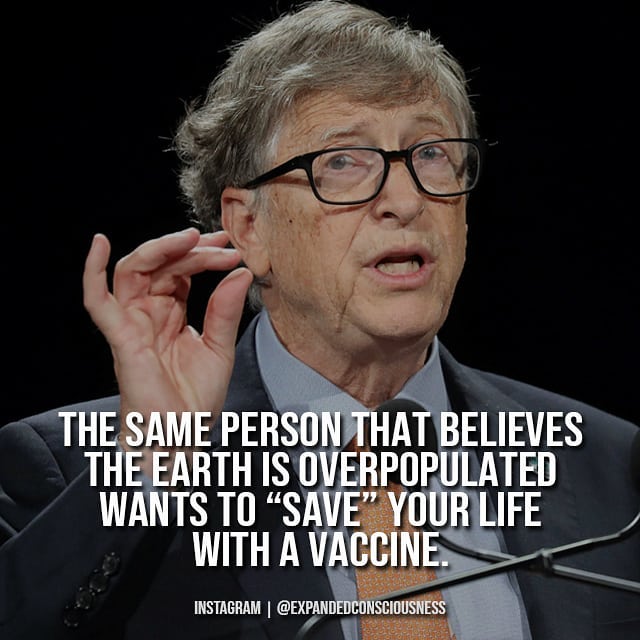 THE SAME PERSON THAT BELIEVES
THE EARTH IS OVERPOPULATED
WANTS TO “SAVE” YOUR LIFE
WITH A VACCINE.
INSTAGRAM | @EXPANDEDCONSCIOUSNESS